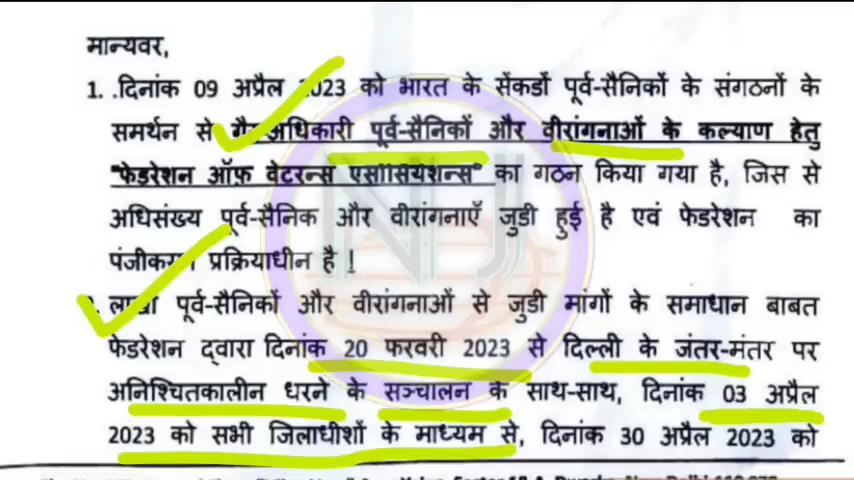 मान्यवर,
1. .दिनांक 09 अप्रैल 2023 को भारत के सेंकडों पूर्व-सैनिकों के संगठनों के
समर्थन से गैर-अधिकारी पूर्व-सैनिकों और वीरांगनाओं के कल्याण हेतु
"फेडरेशन ऑफ़ वेटरन्स एसोसियेशन्स" का गठन किया गया है, जिस से
अधिसंख्य पूर्व-सैनिक और वीरांगनाएँ जुडी हुई है एवं फेडरेशन का
पंजीकरण प्रक्रियाधीन है !
लाखों पूर्व-सैनिकों और वीरांगनाओं से जुडी मांगों के समाधान बाबत
फेडरेशन द्वारा दिनांक 20 फरवरी 2023 से दिल्ली के जंतर-मंतर पर
अनिश्चितकालीन धरने के सञ्चालन के साथ-साथ, दिनांक 03 अप्रैल
2023 को सभी जिलाधीशों के माध्यम से, दिनांक 30 अप्रैल 2023 को